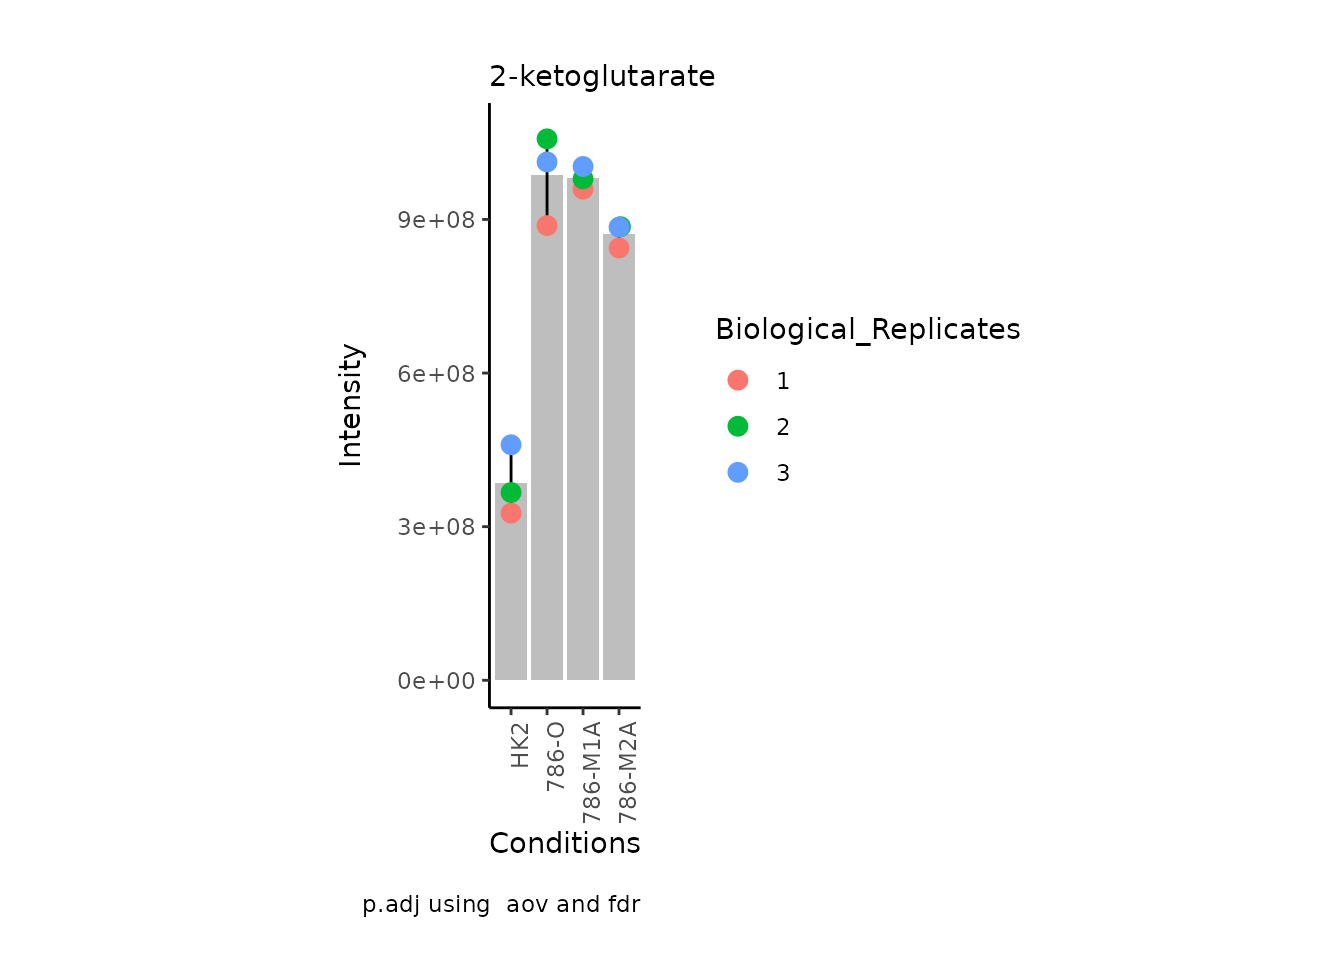 2-ketoglutarate
Intensity
9e+08
6e+08
3e+08
0e+00
HK2
786-O
786-M1A
786-M2A
Conditions
p.adj using  aov and fdr
Biological_Replicates
1
2
3